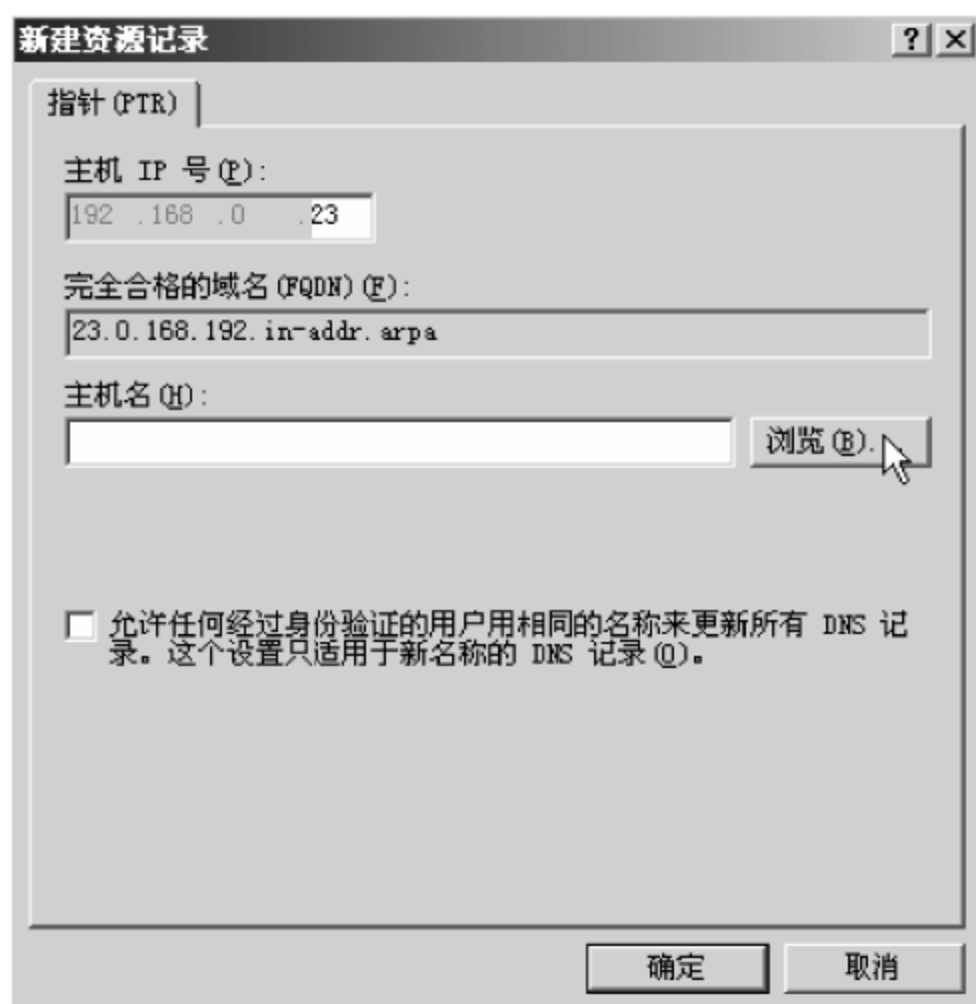 新建资源记录
指针(PTR)
主机 IP 号(P):
192 .168 .0 .23
完全合格的域名(FQDN)(F):
23.0.168.192.in-addr.arpa
主机名(H):
浏览(B)..
允许任何经过身份验证的用户用相同的名称来更新所有 DNS 记
录。这个设置只适用于新名称的 DNS 记录(O)。
确定 取消